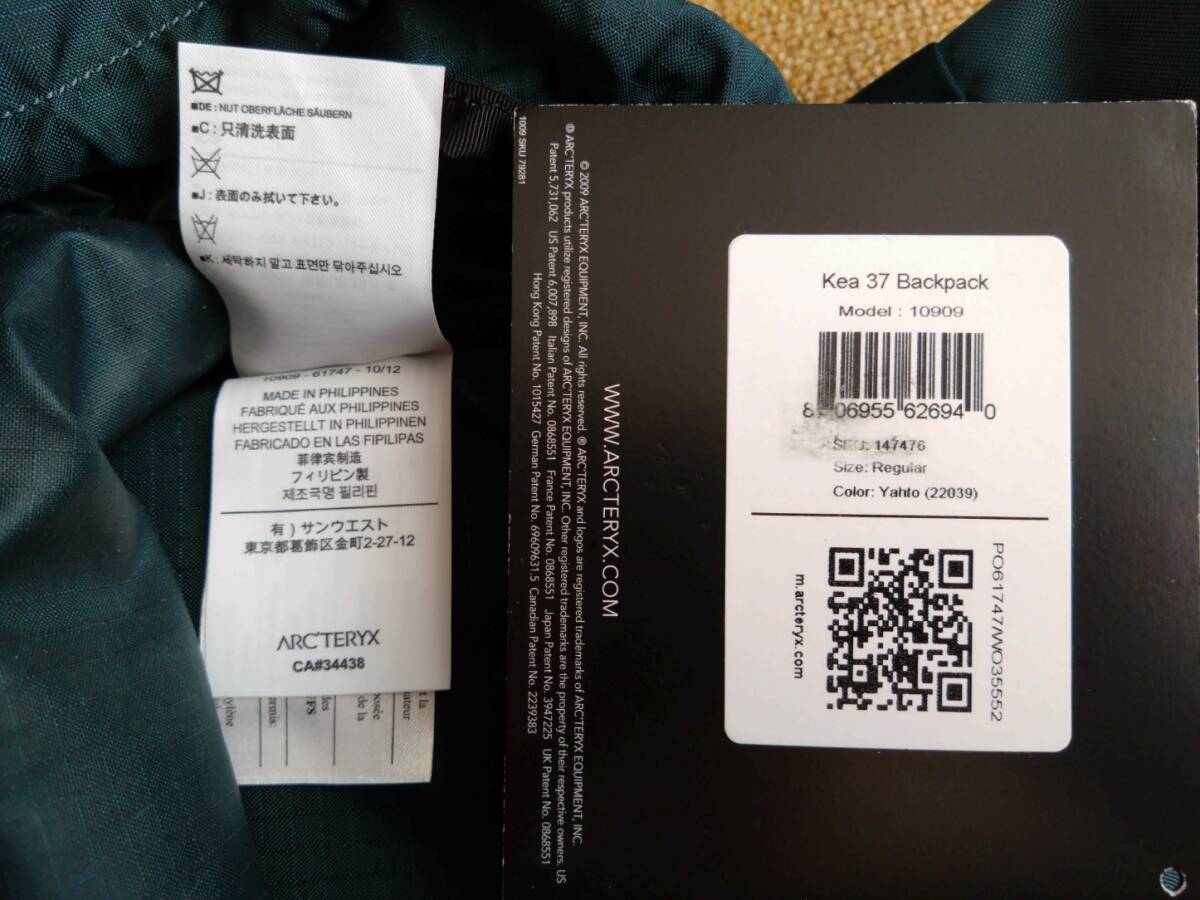 ■DE: NUT OBERFLÄCHE SÄUBERN
■C: 只清洗表面
■J: 表面のみ拭いて下さい。
■K: 세탁하지 말고 표면만 닦아주십시오
10909 - 61747 - 10/12
MADE IN PHILIPPINES
FABRIQUÉ AUX PHILIPPINES
HERGESTELLT IN PHILIPPINEN
FABRICADO EN LAS FIPILIPAS
菲律宾制造
フィリピン製
제조국명 필리핀
有）サンウエスト
東京都葛飾区金町2-27-12
ARC'TERYX
CA#34438
1009 SKU 79281
© 2009 ARC'TERYX EQUIPMENT, INC. All rights reserved. ® ARC'TERYX and logos are registered trademarks of ARC'TERYX EQUIPMENT, INC.
® ARC'TERYX products utilize registered designs of ARC'TERYX EQUIPMENT, INC. Other registered trademarks are the property of their respective owners. US
Patent 5,731,062 US Patent 6,007,898 Italian Patent No. 0868551 France Patent No. 0868551 Japan Patent No. 3947225 UK Patent No. 0868551
Hong Kong Patent No. 1015427 German Patent No. 69609631.5 Canadian Patent No. 2239383
WWW.ARCTERYX.COM
Kea 37 Backpack
Model : 10909
06955 62694 0
SKU: 147476
Size: Regular
Color: Yahto (22039)
m.arcteryx.com
PO61747/WO35552